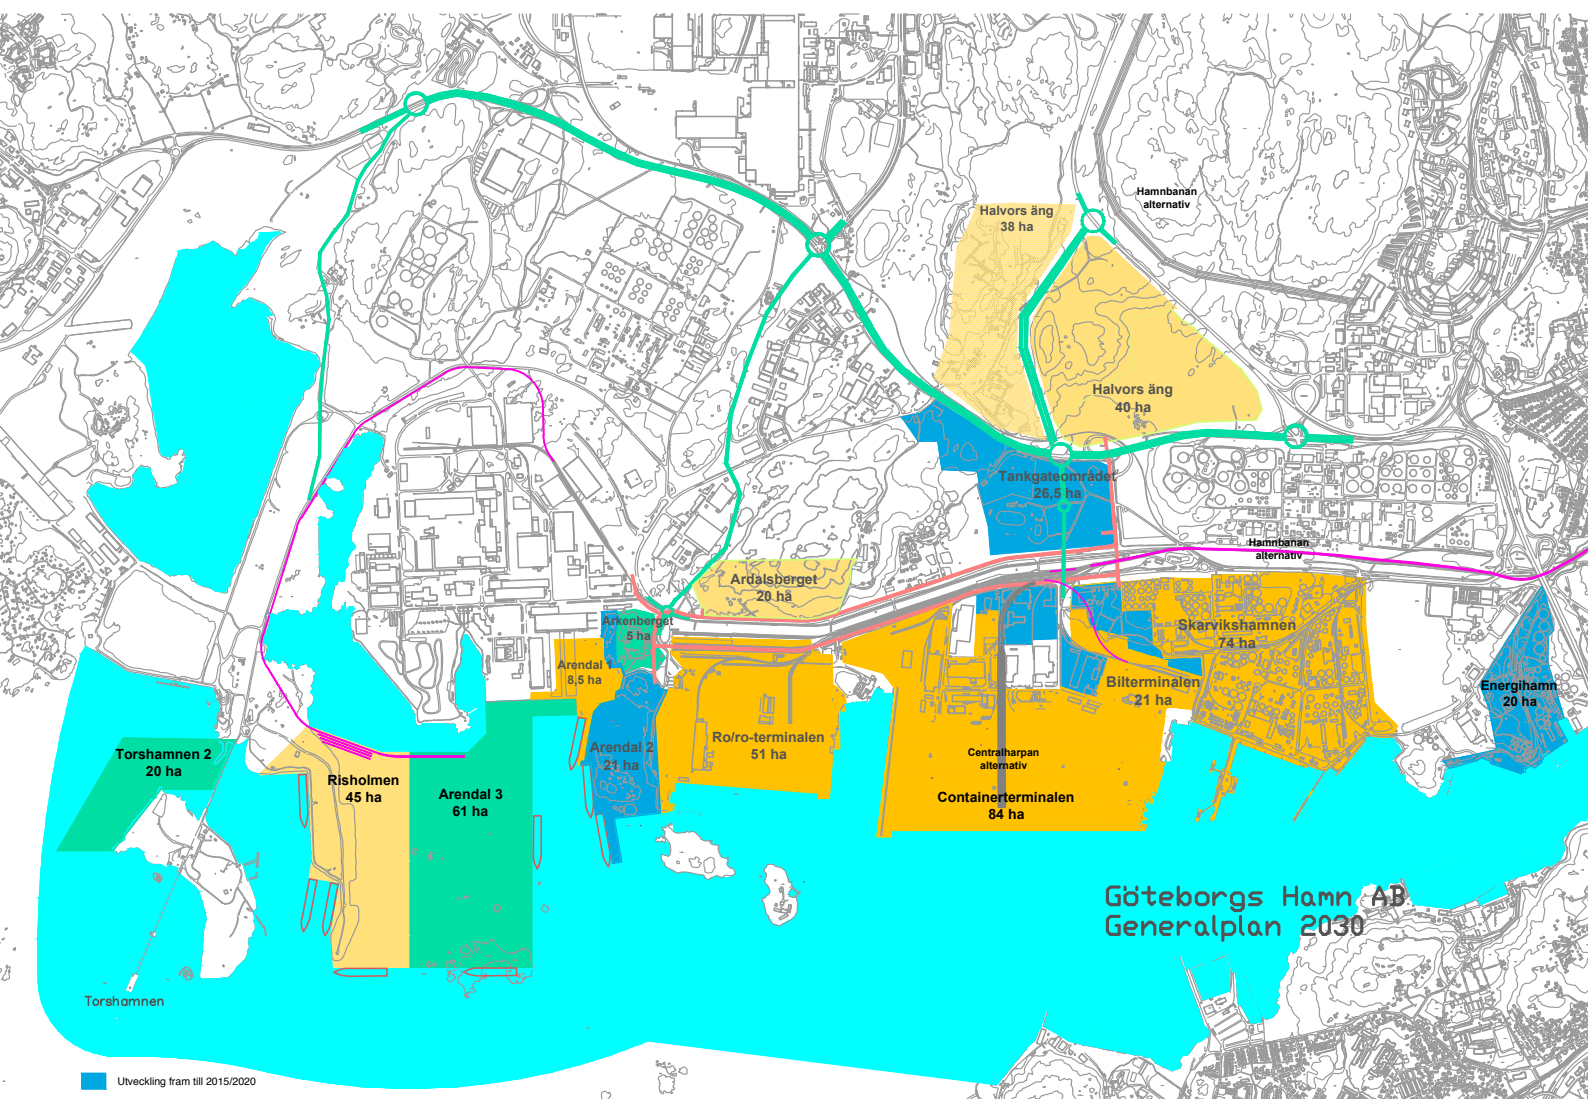 Hamnbanan
alternativ
Halvors äng
38 ha
Halvors äng
40 ha
Tankgateområdet
26,5 ha
Hamnbanan
alternativ
Ardalsberget
20 ha
Arkenberget
5 ha
Skarvikshamnen
74 ha
Arendal 1
8,5 ha
Bilterminalen
21 ha
Energihamn
20 ha
Ro/ro-terminalen
51 ha
Arendal 2
21 ha
Torshamnen 2
20 ha
Centralharpan
alternativ
Risholmen
45 ha
Arendal 3
61 ha
Containerterminalen
84 ha
Göteborgs Hamn AB
Generalplan 2030
Torshamnen
Utveckling fram till 2015/2020